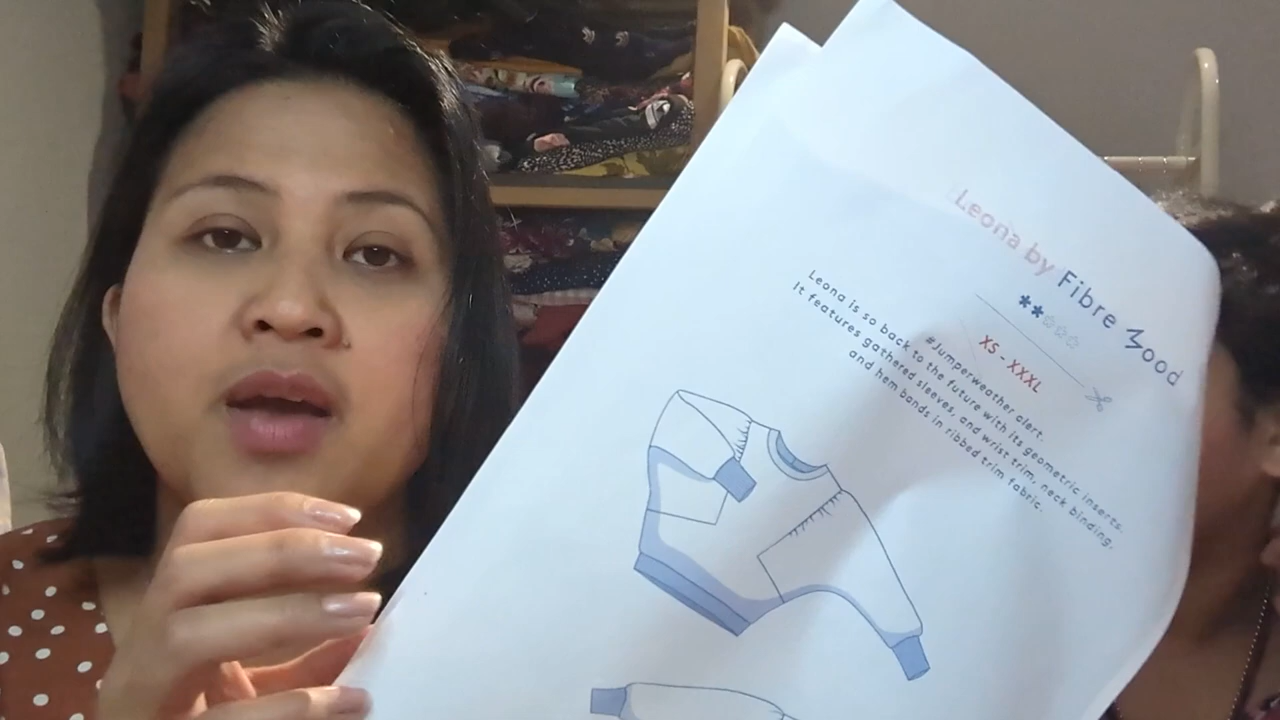 Leona by Fibre Mood
XS - XXXL
#Jumperweather alert.
Leona is so back to the future with its geometric inserts.
It features gathered sleeves, and wrist trim, neck binding,
and hem bands in ribbed trim fabric.